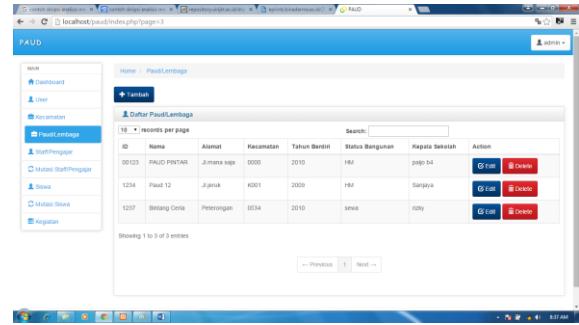 PAUD
localhost/paud/index.php?page=3
PAUD
admin
MAIN
Dashboard
User
Kecamatan
Paud/Lembaga
Staff/Pengajar
Mutasi Staff/Pengajar
Siswa
Mutasi Siswa
Kegiatan
Home / Paud/Lembaga
Tambah
Daftar Paud/Lembaga
10 records per page Search:
ID Nama Alamat Kecamatan Tahun Berdiri Status Bangunan Kepala Sekolah Action
00123 PAUD PINTAR Jl.mana saja 0000 2010 HM paijo b4 Edit Delete
1234 Paud 12 Jl.jeruk K001 2009 HM Sanjaya Edit Delete
1237 Bintang Ceria Peterongan 0034 2010 sewa rizky Edit Delete
Showing 1 to 3 of 3 entries
← Previous 1 Next →
8:37 AM